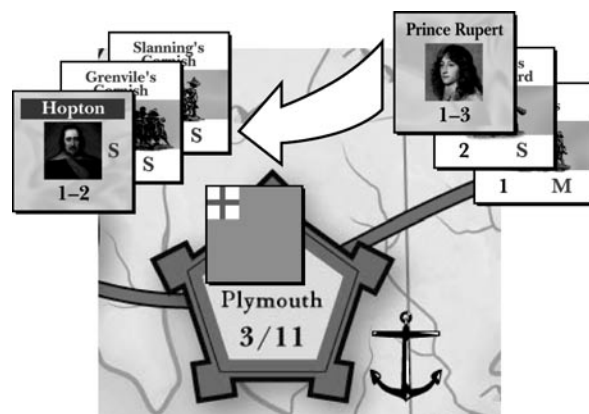 Slanning's
Cornish
Grenvile's
Cornish
Hopton
S
S
S
1–2
Prince Rupert
1–3
2 S
1 M
Plymouth
3/11